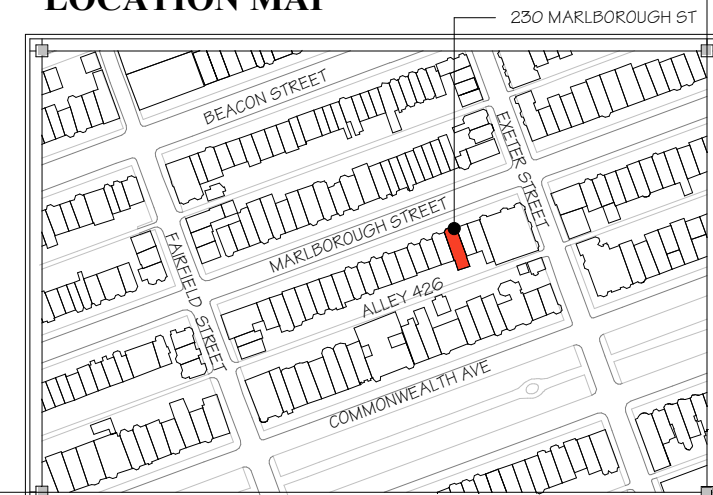 LOCATION MAP
230 MARLBOROUGH ST
BEACON STREET
EXETER STREET
MARLBOROUGH STREET
FAIRFIELD STREET
ALLEY 426
COMMONWEALTH AVE